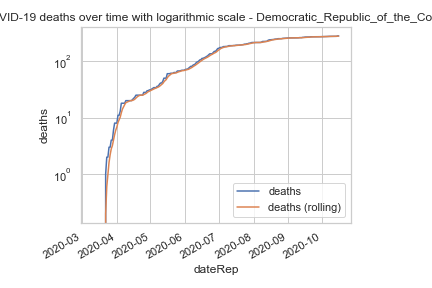 VID-19 deaths over time with logarithmic scale - Democratic_Republic_of_the_Co
deaths
10²
10¹
10⁰
deaths
deaths (rolling)
2020-03
2020-04
2020-05
2020-06
2020-07
2020-08
2020-09
2020-10
dateRep